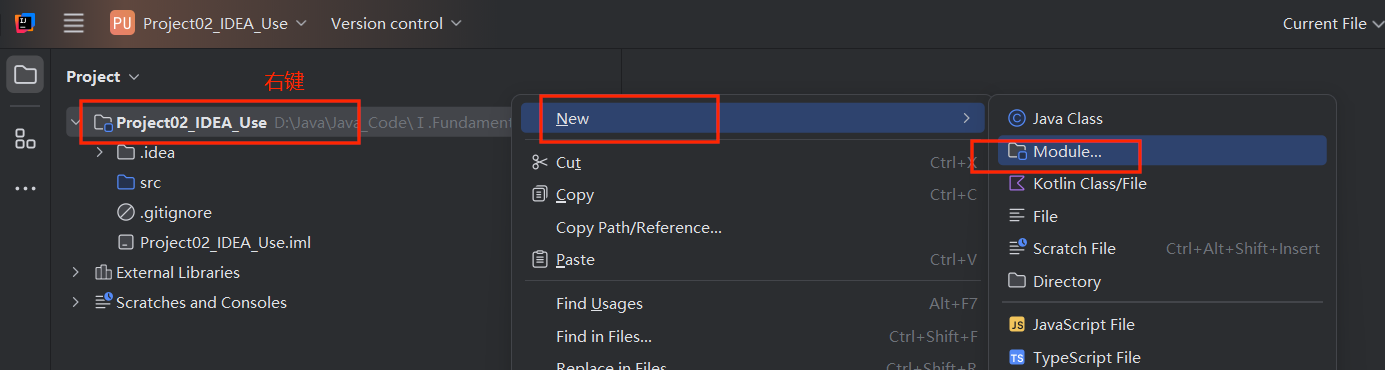 PU Project02_IDEA_Use Version control Current File
Project
右键
Project02_IDEA_Use D:\Java\Java_Code\Ⅰ.Fundament
.idea
src
.gitignore
Project02_IDEA_Use.iml
External Libraries
Scratches and Consoles
New
Cut Ctrl+X
Copy Ctrl+C
Copy Path/Reference...
Paste Ctrl+V
Find Usages Alt+F7
Find in Files... Ctrl+Shift+F
Replace in Files Ctrl+Shift+R
Java Class
Module...
Kotlin Class/File
File
Scratch File Ctrl+Alt+Shift+Insert
Directory
JS JavaScript File
TS TypeScript File